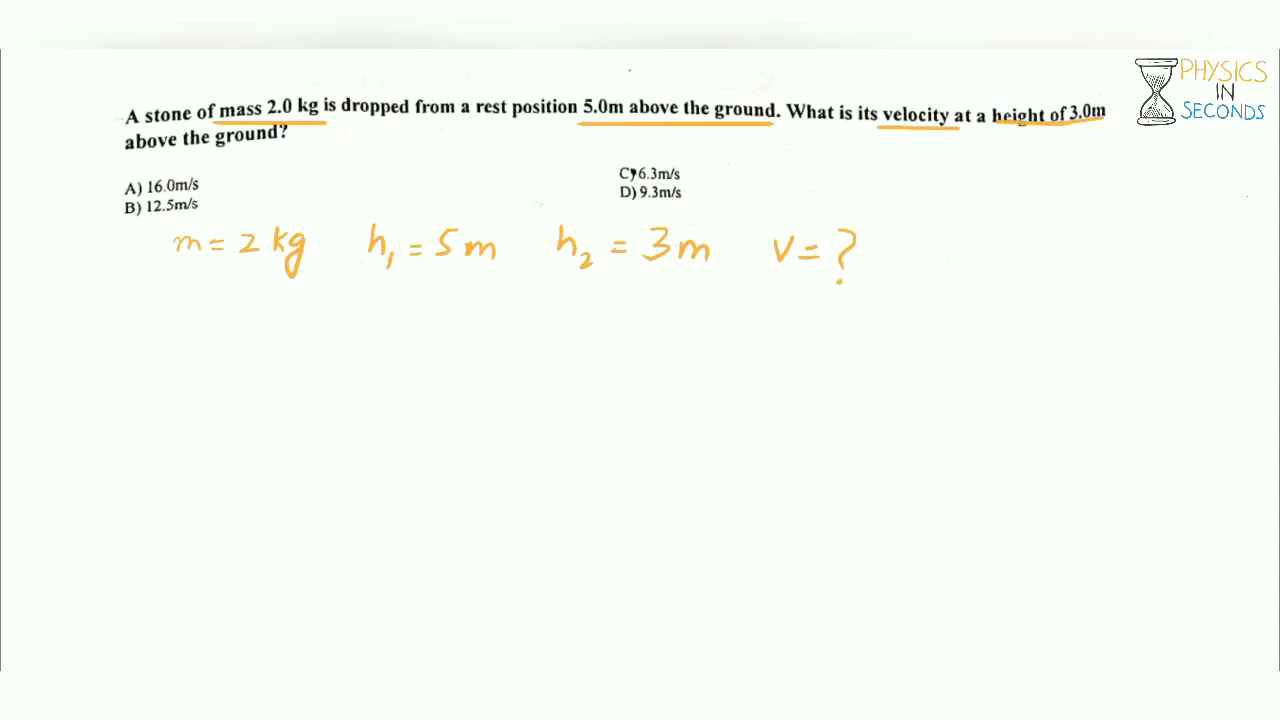 PHYSICS
IN
SECONDS
A stone of mass 2.0 kg is dropped from a rest position 5.0m above the ground. What is its velocity at a height of 3.0m
above the ground?
A) 16.0m/s
B) 12.5m/s
C) 6.3m/s
D) 9.3m/s
m = 2 kg h₁ = 5 m h₂ = 3 m v = ?